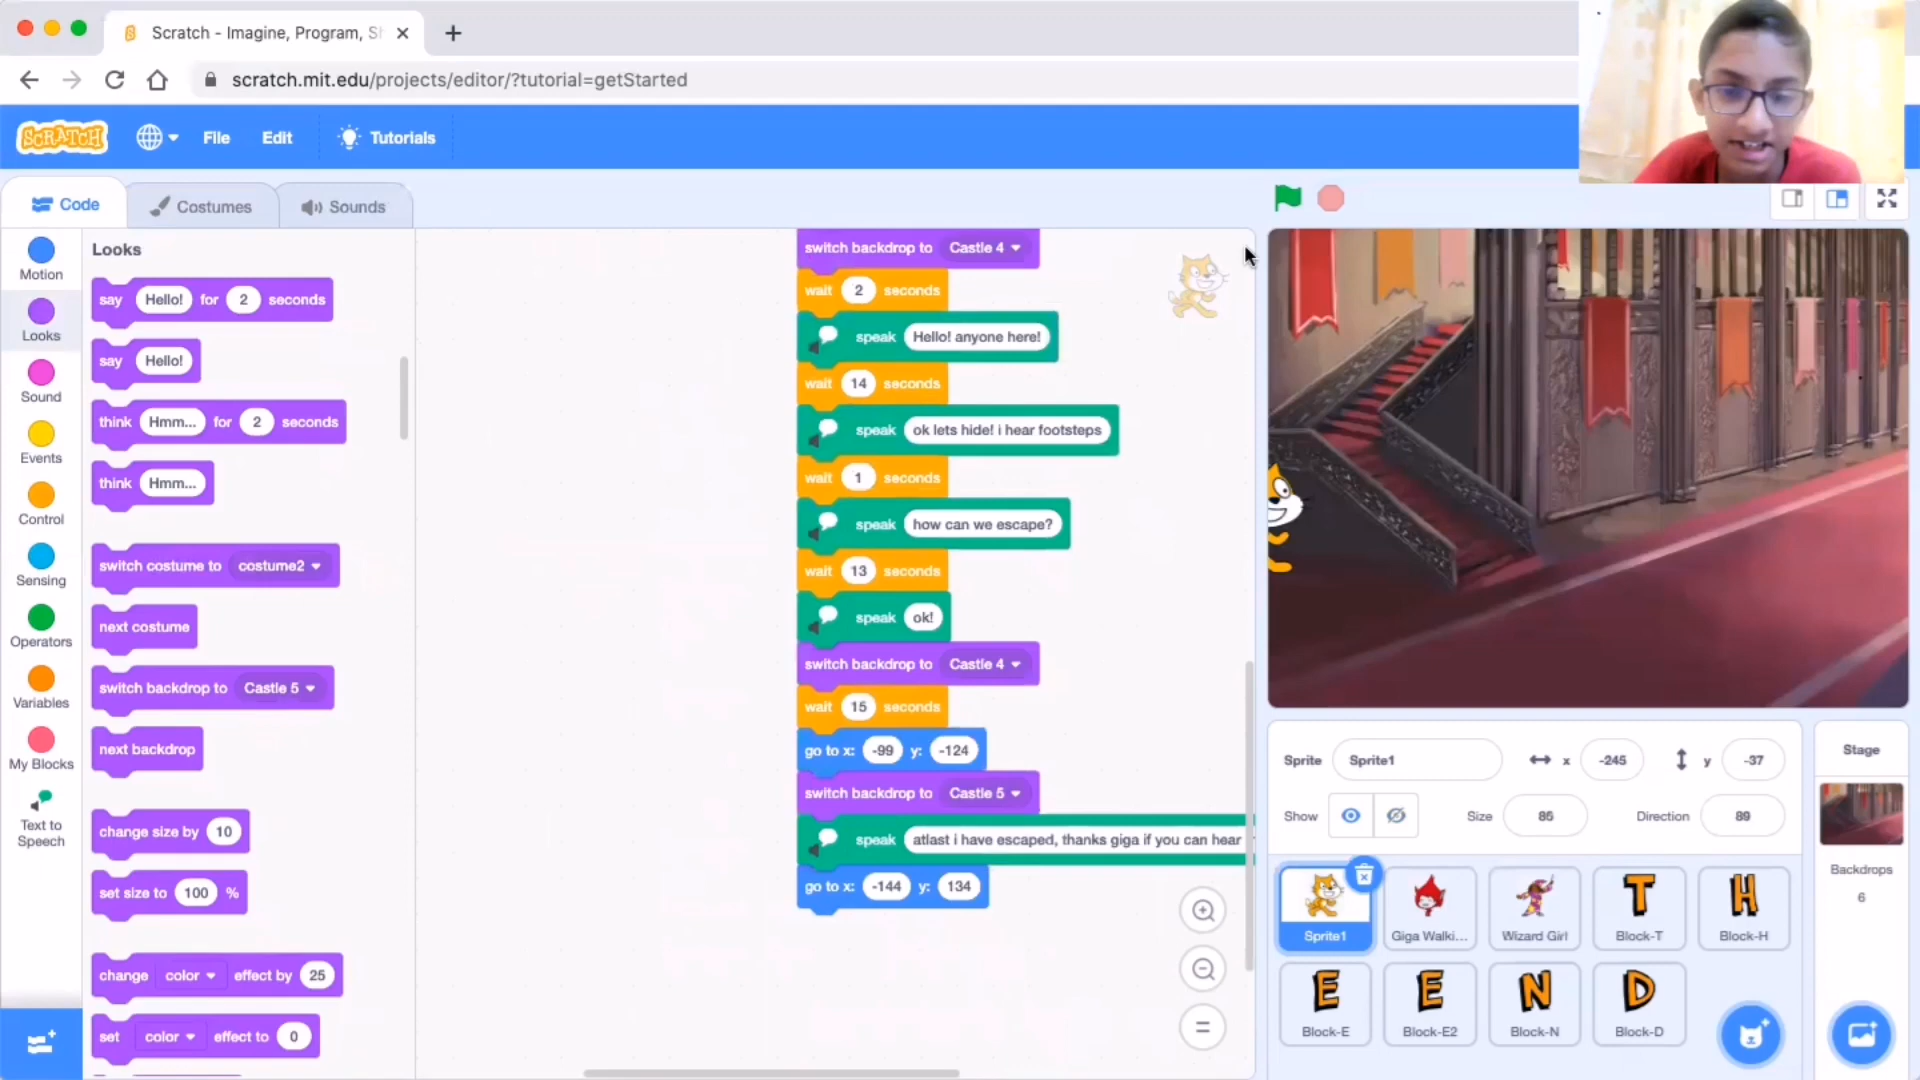 Scratch - Imagine, Program, Sh
scratch.mit.edu/projects/editor/?tutorial=getStarted
SCRATCH
File
Edit
Tutorials
Code
Costumes
Sounds
Motion
Looks
Sound
Events
Control
Sensing
Operators
Variables
My Blocks
Text to
Speech
Looks
say Hello! for 2 seconds
say Hello!
think Hmm... for 2 seconds
think Hmm...
switch costume to costume2
next costume
switch backdrop to Castle 5
next backdrop
change size by 10
set size to 100 %
change color effect by 25
set color effect to 0
switch backdrop to Castle 4
wait 2 seconds
speak Hello! anyone here!
wait 14 seconds
speak ok lets hide! i hear footsteps
wait 1 seconds
speak how can we escape?
wait 13 seconds
speak ok!
switch backdrop to Castle 4
wait 15 seconds
go to x: -99 y: -124
switch backdrop to Castle 5
speak atlast i have escaped, thanks giga if you can hear
go to x: -144 y: 134
Sprite Sprite1 x -245 y -37
Show Size 85 Direction 89
Sprite1
Giga Walki...
Wizard Girl
Block-T
Block-H
Block-E
Block-E2
Block-N
Block-D
T
H
E
E
N
D
Stage
Backdrops
6